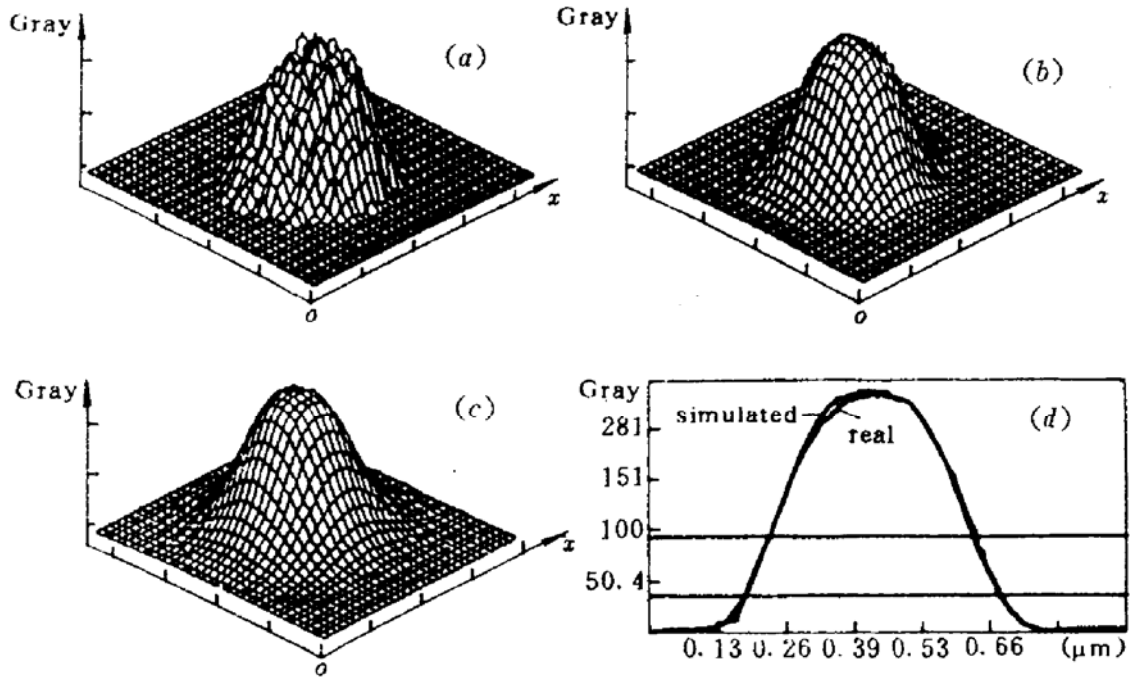 Gray
(a)
x
o
Gray
(b)
x
o
Gray
(c)
x
o
Gray
(d)
simulated
281
real
151
100
50.4
0.13 0.26 0.39 0.53 0.66 (μm)